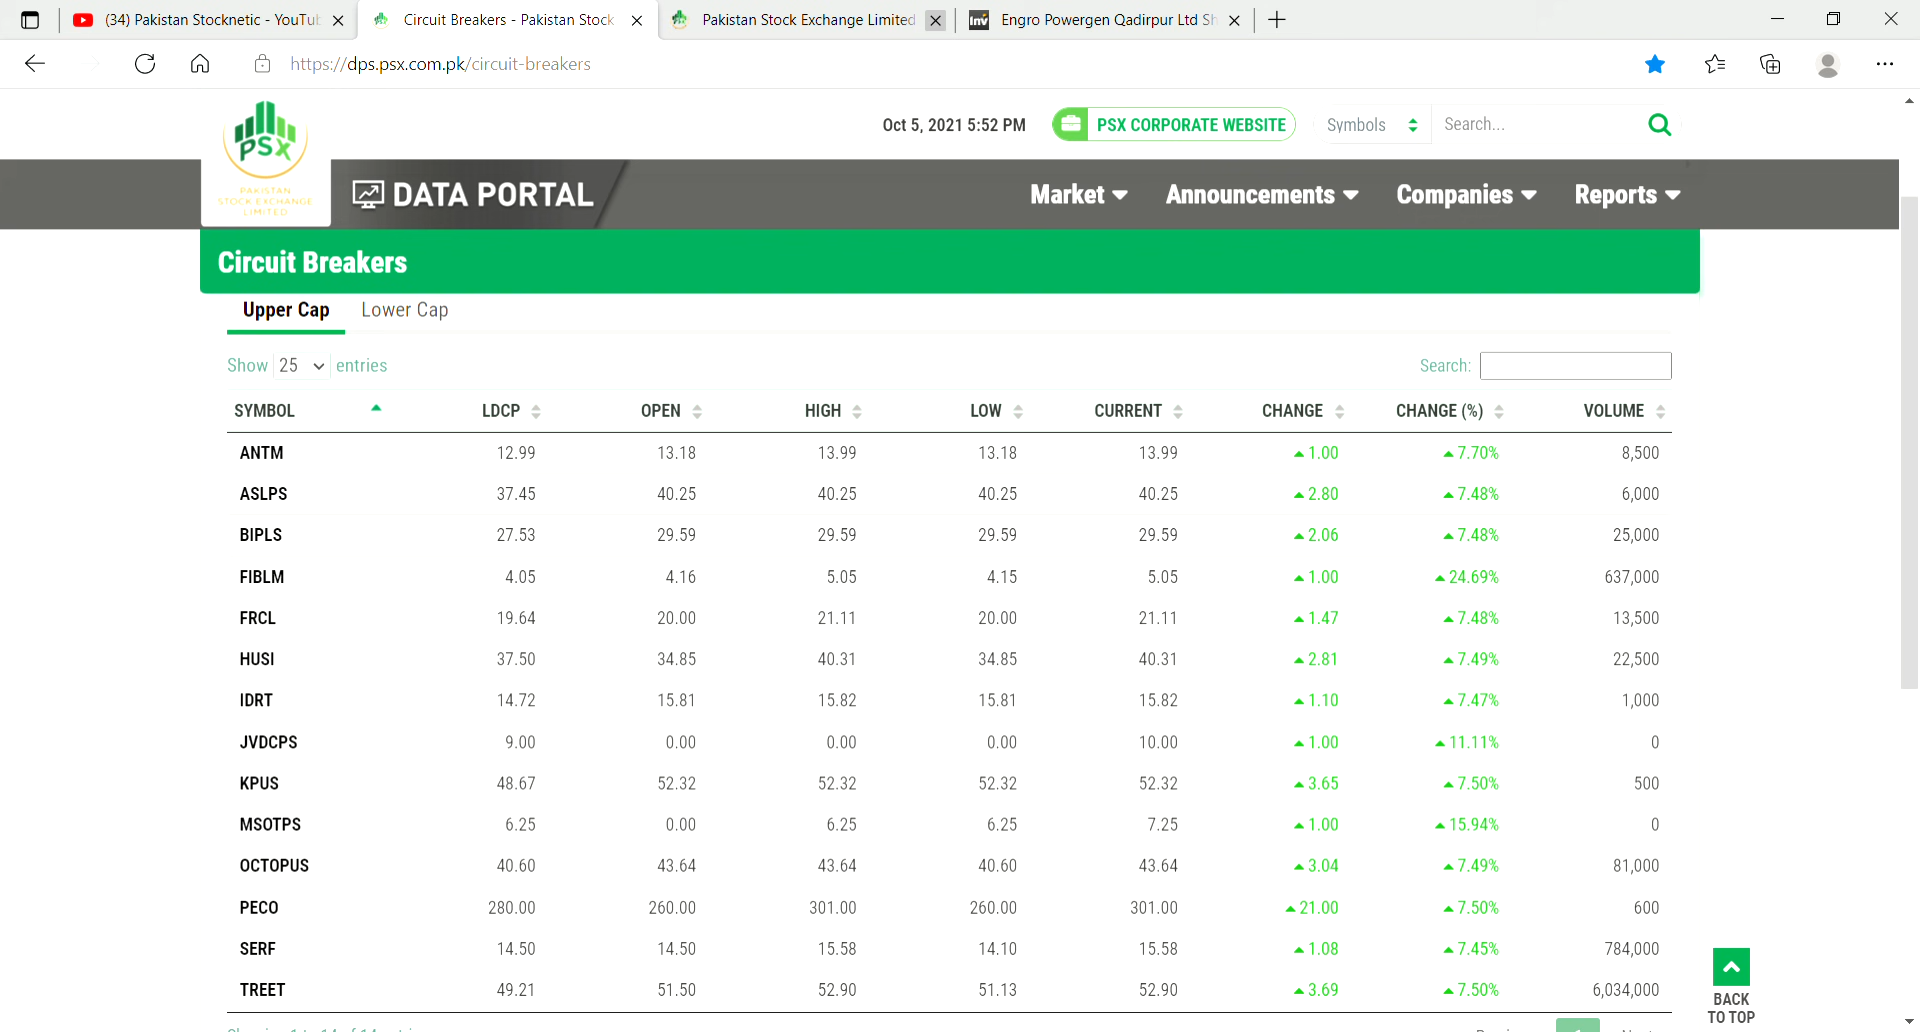 (34) Pakistan Stocknetic - YouTub
Circuit Breakers - Pakistan Stock
Pakistan Stock Exchange Limited
Inv Engro Powergen Qadirpur Ltd Sh
https://dps.psx.com.pk/circuit-breakers
PSX
PAKISTAN
STOCK EXCHANGE
LIMITED
Oct 5, 2021 5:52 PM
PSX CORPORATE WEBSITE
Symbols
Search...
DATA PORTAL
Market
Announcements
Companies
Reports
Circuit Breakers
Upper Cap Lower Cap
Show 25 entries Search:
SYMBOL LDCP OPEN HIGH LOW CURRENT CHANGE CHANGE (%) VOLUME
ANTM 12.99 13.18 13.99 13.18 13.99 1.00 7.70% 8,500
ASLPS 37.45 40.25 40.25 40.25 40.25 2.80 7.48% 6,000
BIPLS 27.53 29.59 29.59 29.59 29.59 2.06 7.48% 25,000
FIBLM 4.05 4.16 5.05 4.15 5.05 1.00 24.69% 637,000
FRCL 19.64 20.00 21.11 20.00 21.11 1.47 7.48% 13,500
HUSI 37.50 34.85 40.31 34.85 40.31 2.81 7.49% 22,500
IDRT 14.72 15.81 15.82 15.81 15.82 1.10 7.47% 1,000
JVDCPS 9.00 0.00 0.00 0.00 10.00 1.00 11.11% 0
KPUS 48.67 52.32 52.32 52.32 52.32 3.65 7.50% 500
MSOTPS 6.25 0.00 6.25 6.25 7.25 1.00 15.94% 0
OCTOPUS 40.60 43.64 43.64 40.60 43.64 3.04 7.49% 81,000
PECO 280.00 260.00 301.00 260.00 301.00 21.00 7.50% 600
SERF 14.50 14.50 15.58 14.10 15.58 1.08 7.45% 784,000
TREET 49.21 51.50 52.90 51.13 52.90 3.69 7.50% 6,034,000
BACK
TO TOP